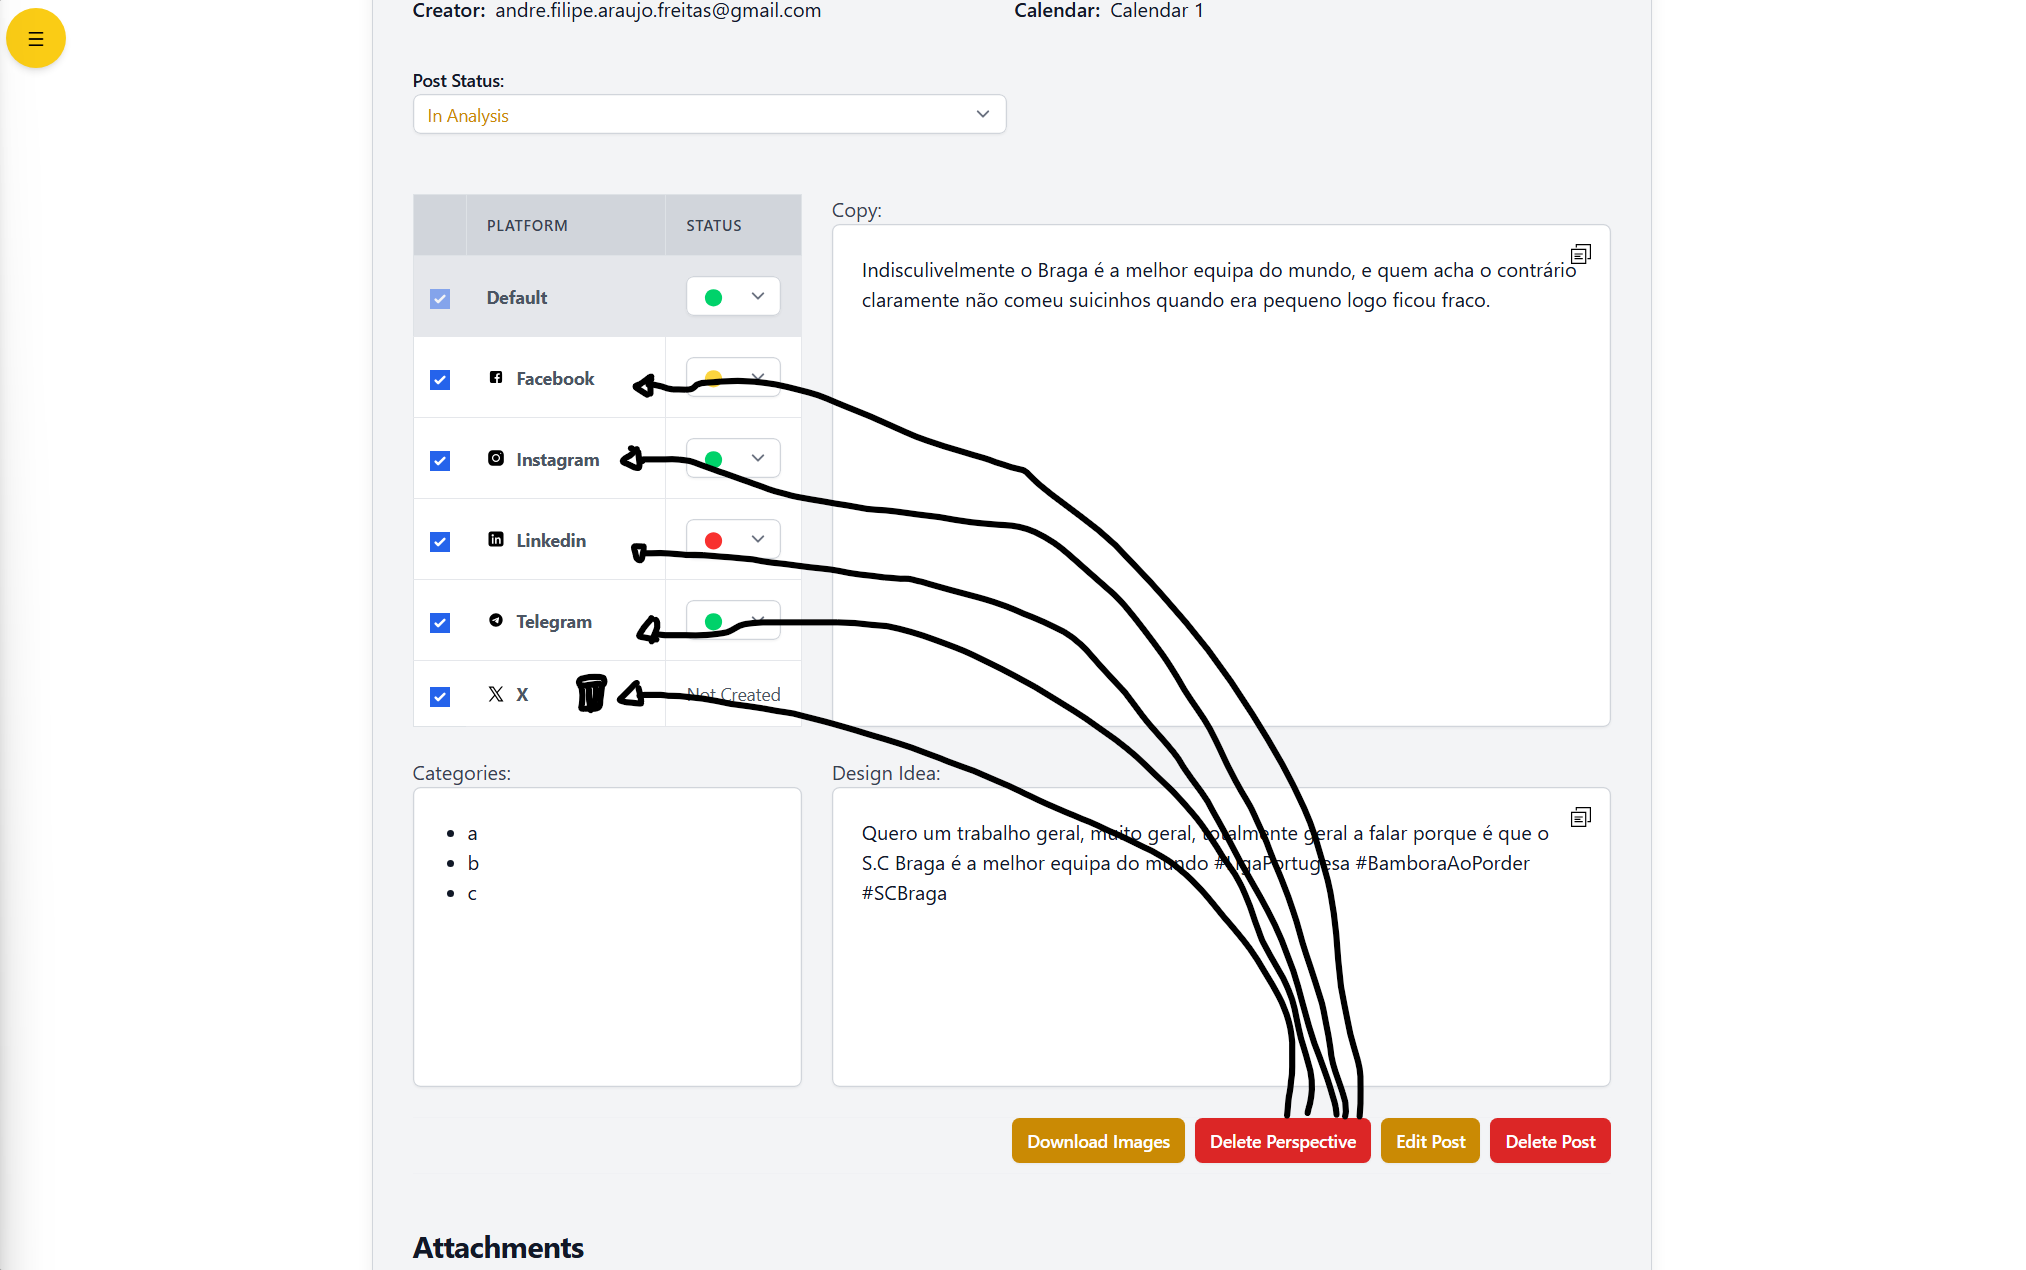 Creator: andre.filipe.araujo.freitas@gmail.com
Calendar: Calendar 1
Post Status:
In Analysis
PLATFORM
STATUS
Default
Facebook
Instagram
Linkedin
Telegram
X
Not Created
Copy:
Indisculivelmente o Braga é a melhor equipa do mundo, e quem acha o contrário
claramente não comeu suicinhos quando era pequeno logo ficou fraco.
Categories:
a
b
c
Design Idea:
Quero um trabalho geral, muito geral, totalmente geral a falar porque é que o
S.C Braga é a melhor equipa do mundo #LigaPortugesa #BamboraAoPorder
#SCBraga
Download Images
Delete Perspective
Edit Post
Delete Post
Attachments